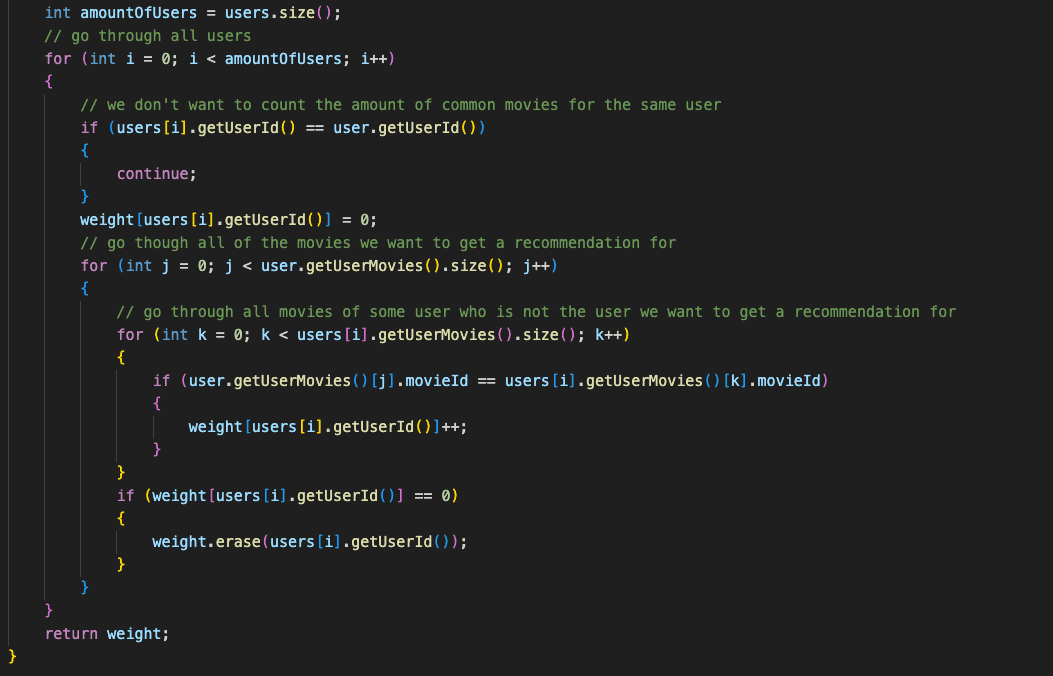 int amountOfUsers = users.size();
// go through all users
for (int i = 0; i < amountOfUsers; i++)
{
// we don't want to count the amount of common movies for the same user
if (users[i].getUserId() == user.getUserId())
{
continue;
}
weight[users[i].getUserId()] = 0;
// go though all of the movies we want to get a recommendation for
for (int j = 0; j < user.getUserMovies().size(); j++)
{
// go through all movies of some user who is not the user we want to get a recommendation for
for (int k = 0; k < users[i].getUserMovies().size(); k++)
{
if (user.getUserMovies()[j].movieId == users[i].getUserMovies()[k].movieId)
{
weight[users[i].getUserId()]++;
}
}
if (weight[users[i].getUserId()] == 0)
{
weight.erase(users[i].getUserId());
}
}
}
return weight;
}